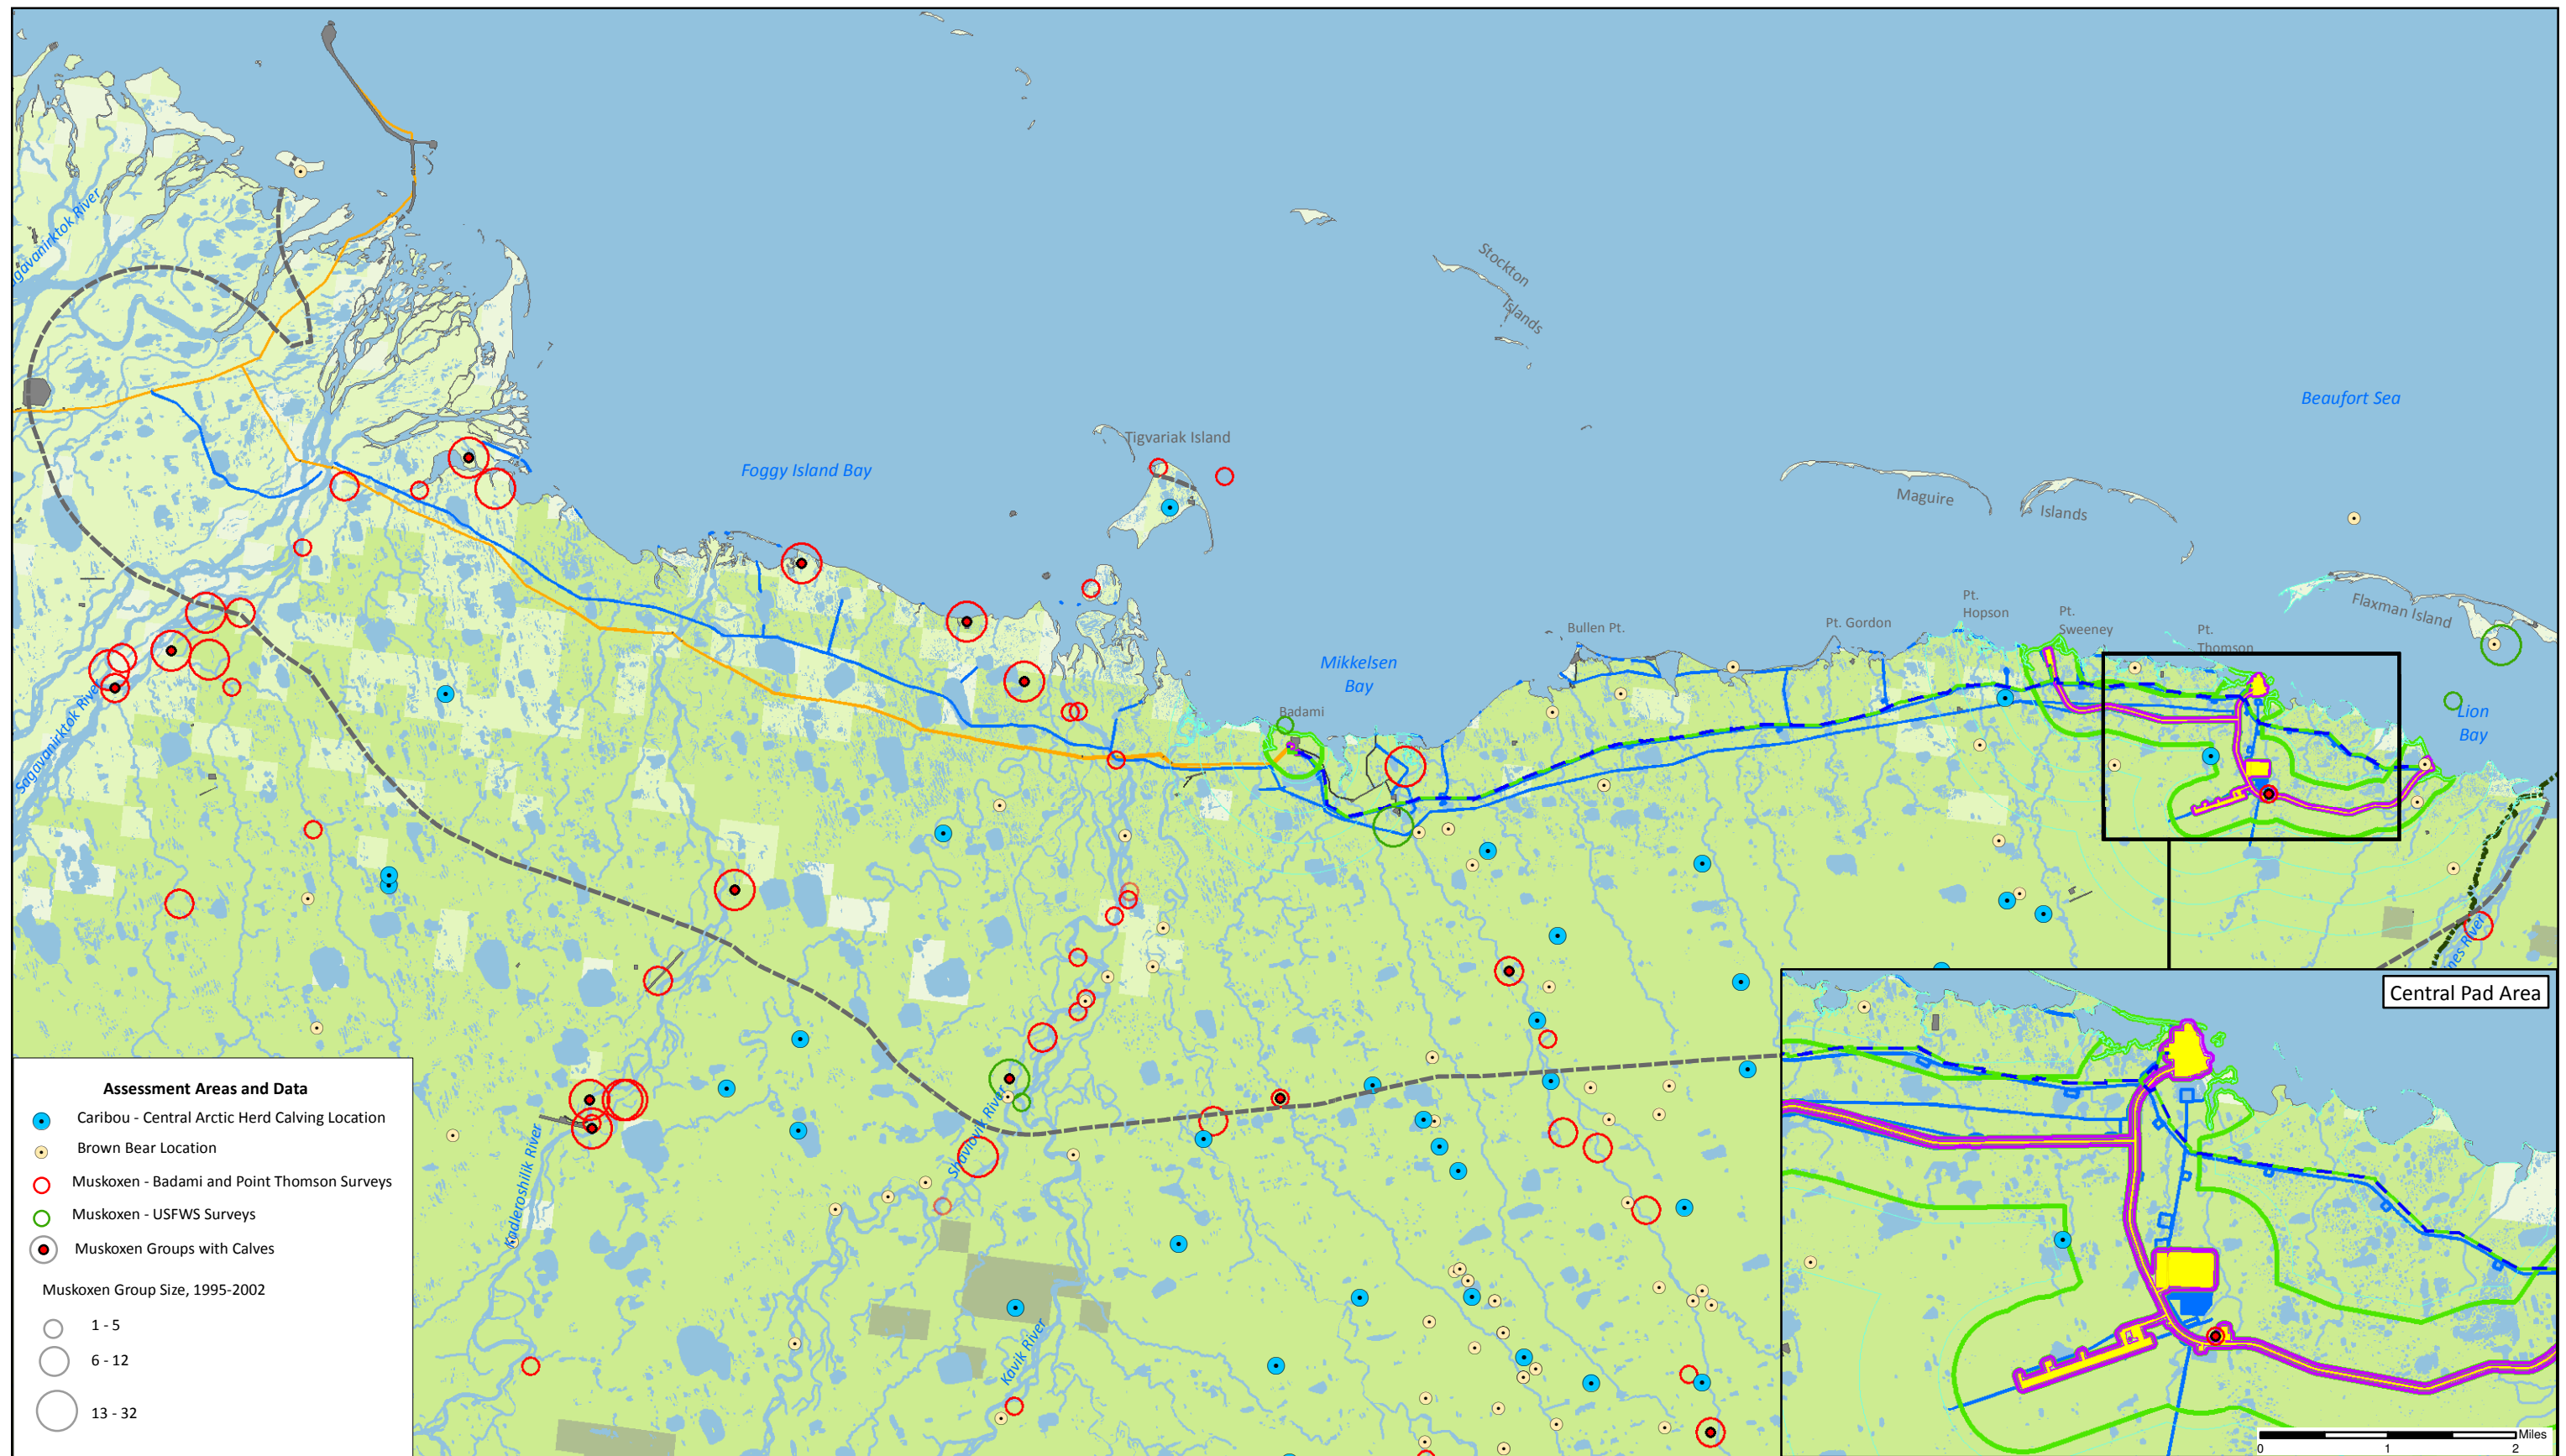 Sagavanirktok River
Stockton
Islands
Beaufort Sea
Tigvariak Island
Foggy Island Bay
Maguire
Islands
Flaxman Island
Pt.
Hopson
Pt.
Sweeney
Pt. Gordon
Bullen Pt.
Pt.
Thomson
Mikkelsen
Bay
Badami
Lion
Bay
Sagavanirktok River
Central Pad Area
Shaviovik River
Kadleroshilik River
Kavik River
Assessment Areas and Data
Caribou - Central Arctic Herd Calving Location
Brown Bear Location
Muskoxen - Badami and Point Thomson Surveys
Muskoxen - USFWS Surveys
Muskoxen Groups with Calves
Muskoxen Group Size, 1995-2002
1 - 5
6 - 12
13 - 32
Miles
0 1 2